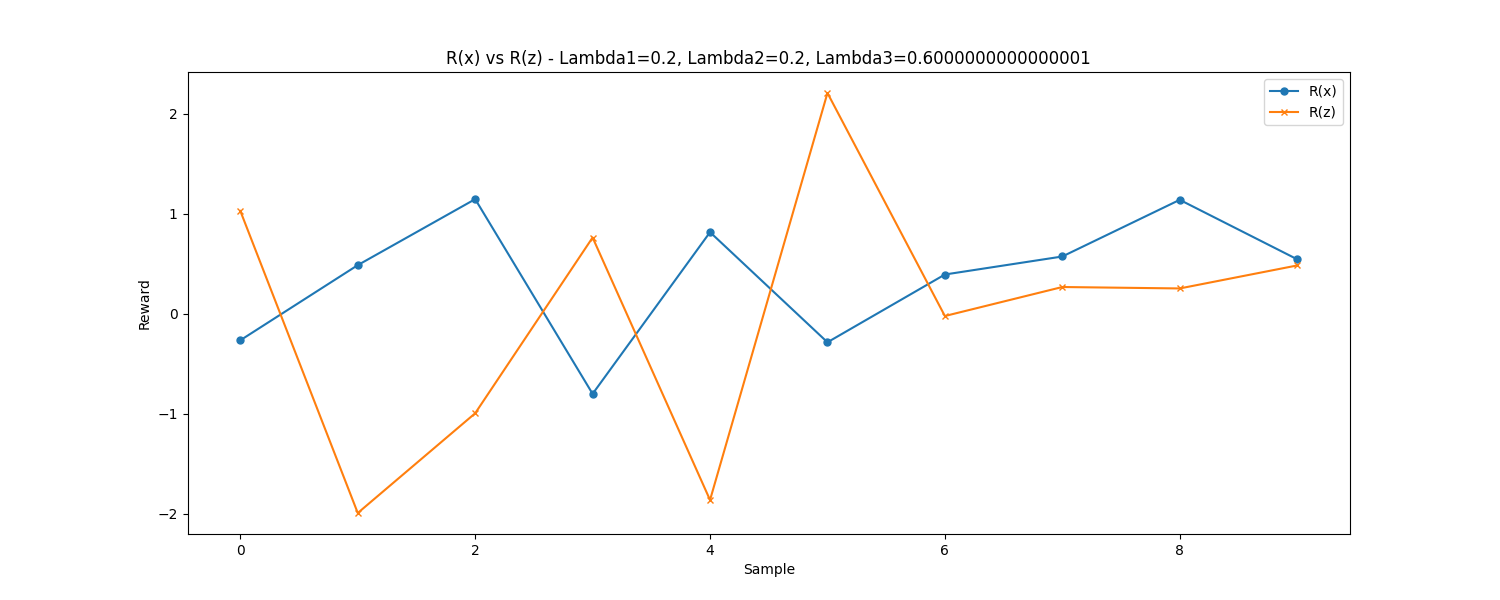 R(x) vs R(z) - Lambda1=0.2, Lambda2=0.2, Lambda3=0.6000000000000001
R(x)
R(z)
2
1
0
−1
−2
Reward
0 2 4 6 8
Sample